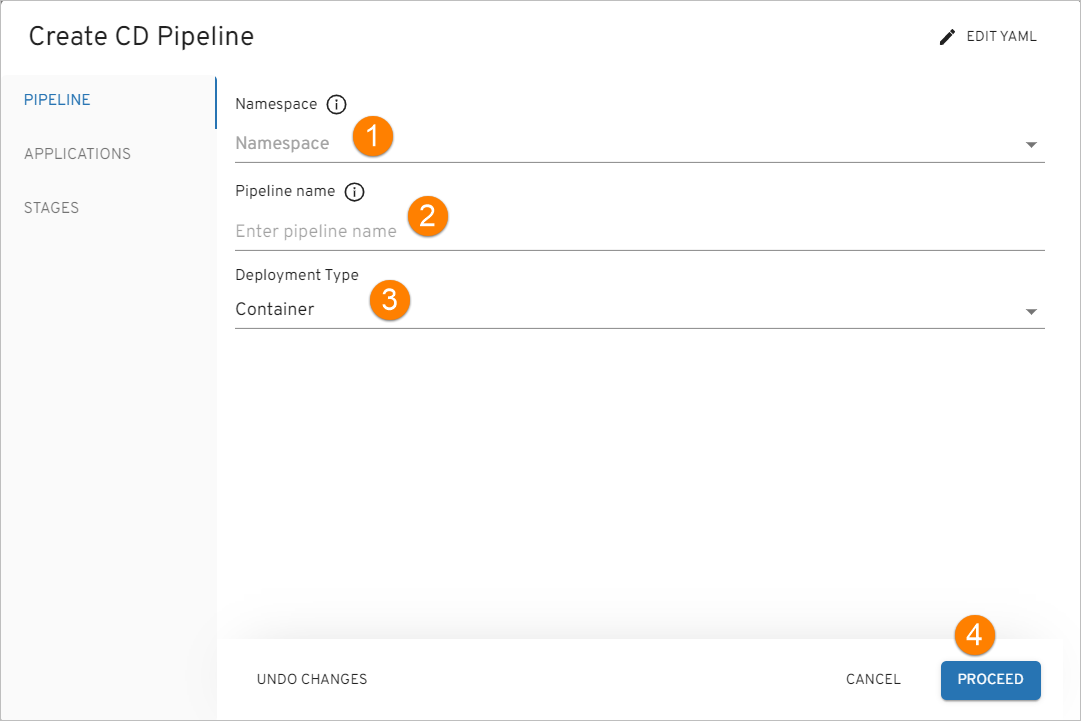 Create CD Pipeline
EDIT YAML
PIPELINE
APPLICATIONS
STAGES
Namespace
Namespace 1
Pipeline name
Enter pipeline name 2
Deployment Type
Container 3
4
UNDO CHANGES
CANCEL
PROCEED